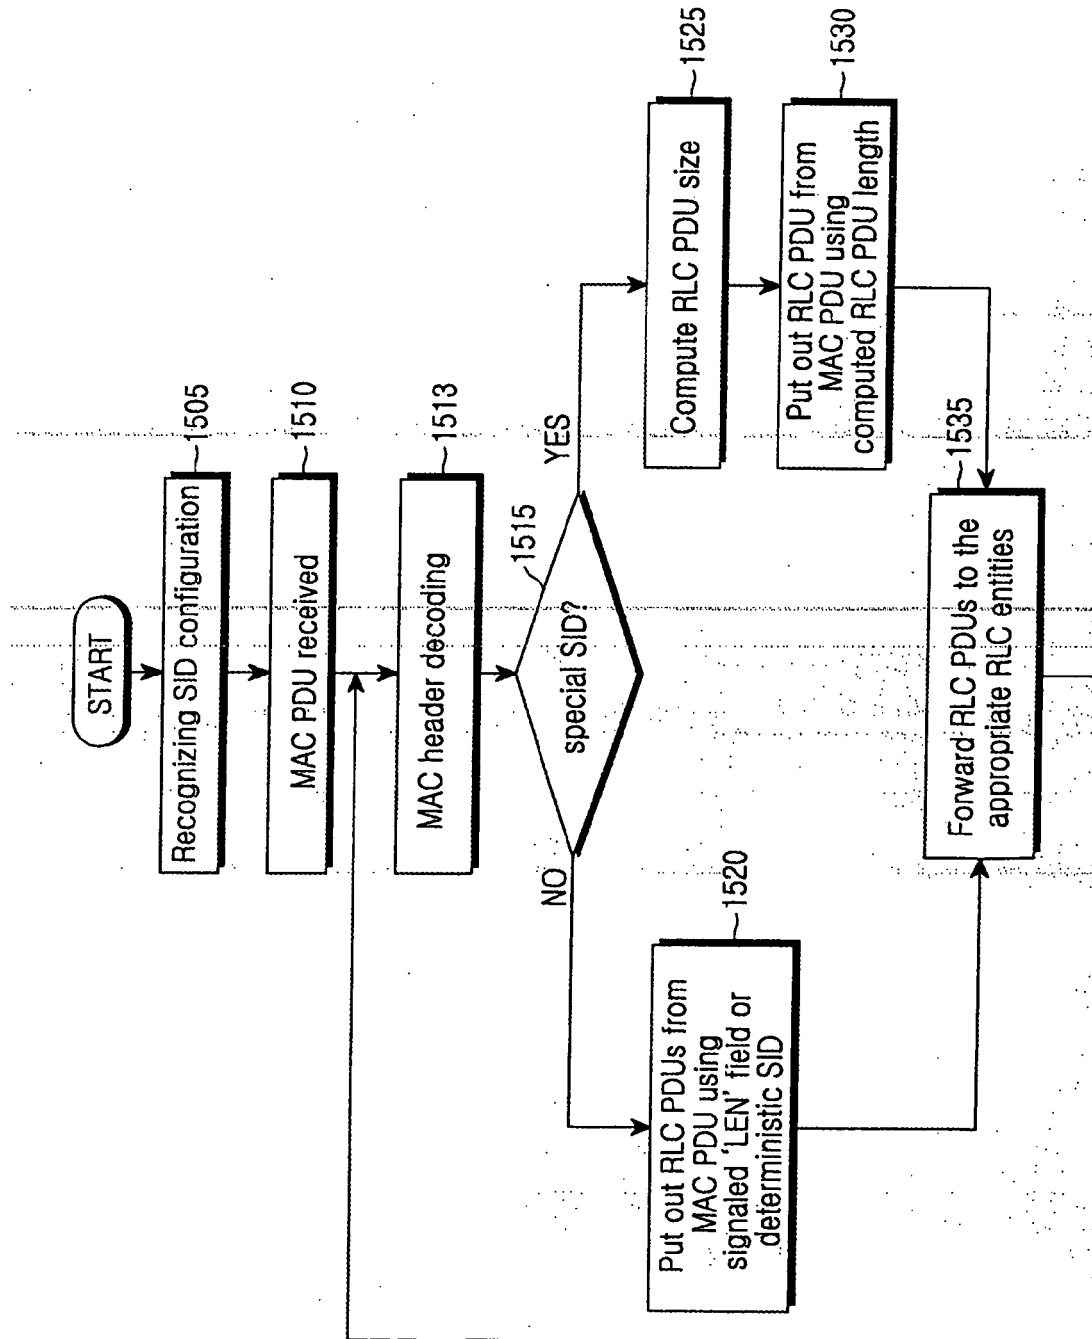 START
Recognizing SID configuration
1505
MAC PDU received
1510
MAC header decoding
1513
special SID?
1515
NO
YES
Put out RLC PDUs from
MAC PDU using
signaled 'LEN' field or
deterministic SID
1520
Compute RLC PDU size
1525
Put out RLC PDU from
MAC PDU using
computed RLC PDU length
1530
Forward RLC PDUs to the
appropriate RLC entities
1535